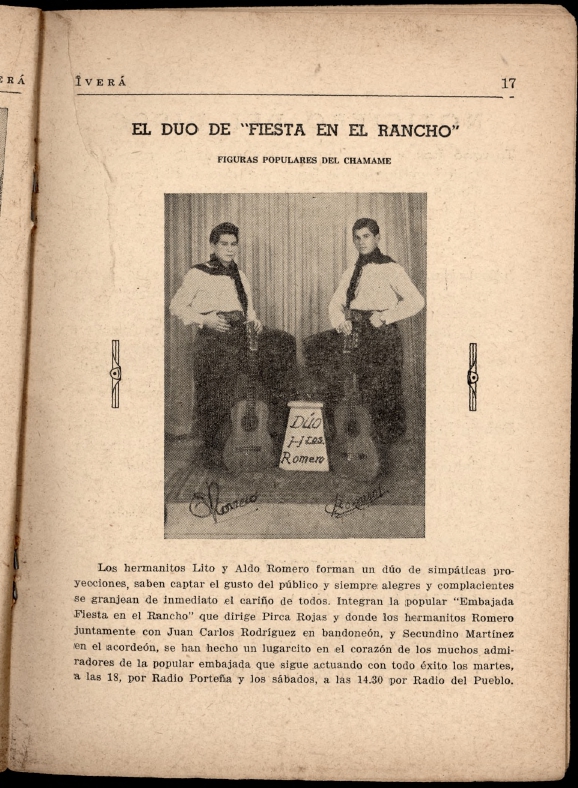 ERÁ
ĨVERÁ 17
EL DUO DE "FIESTA EN EL RANCHO"
FIGURAS POPULARES DEL CHAMAME
Dúo
H-Tos.
Romero
Los hermanitos Lito y Aldo Romero forman un dúo de simpáticas pro-
yecciones, saben captar el gusto del público y siempre alegres y complacientes
se granjean de inmediato el cariño de todos. Integran la popular "Embajada
Fiesta en el Rancho" que dirige Pirca Rojas y donde los hermanitos Romero
juntamente con Juan Carlos Rodríguez en bandoneón, y Secundino Martínez
en el acordeón, se han hecho un lugarcito en el corazón de los muchos admi-
radores de la popular embajada que sigue actuando con todo éxito los martes,
a las 18, por Radio Porteña y los sábados, a las 14.30 por Radio del Pueblo.